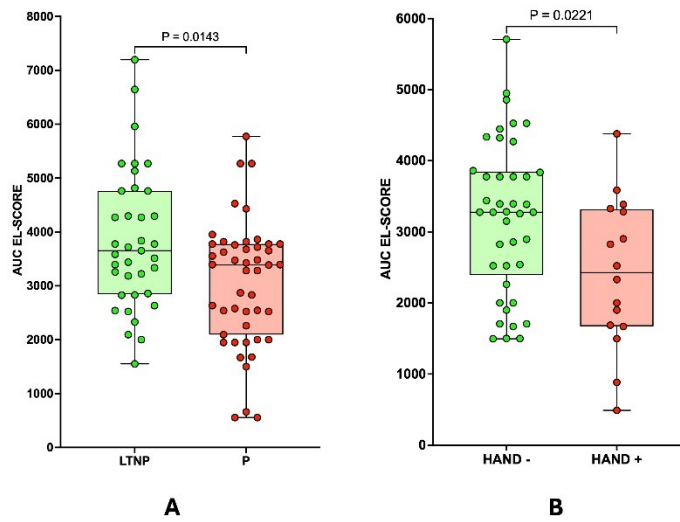 P = 0.0143
8000
7000
6000
5000
4000
3000
2000
1000
0
AUC EL-SCORE
LTNP
P
A
P = 0.0221
6000
5000
4000
3000
2000
1000
0
AUC EL-SCORE
HAND -
HAND +
B